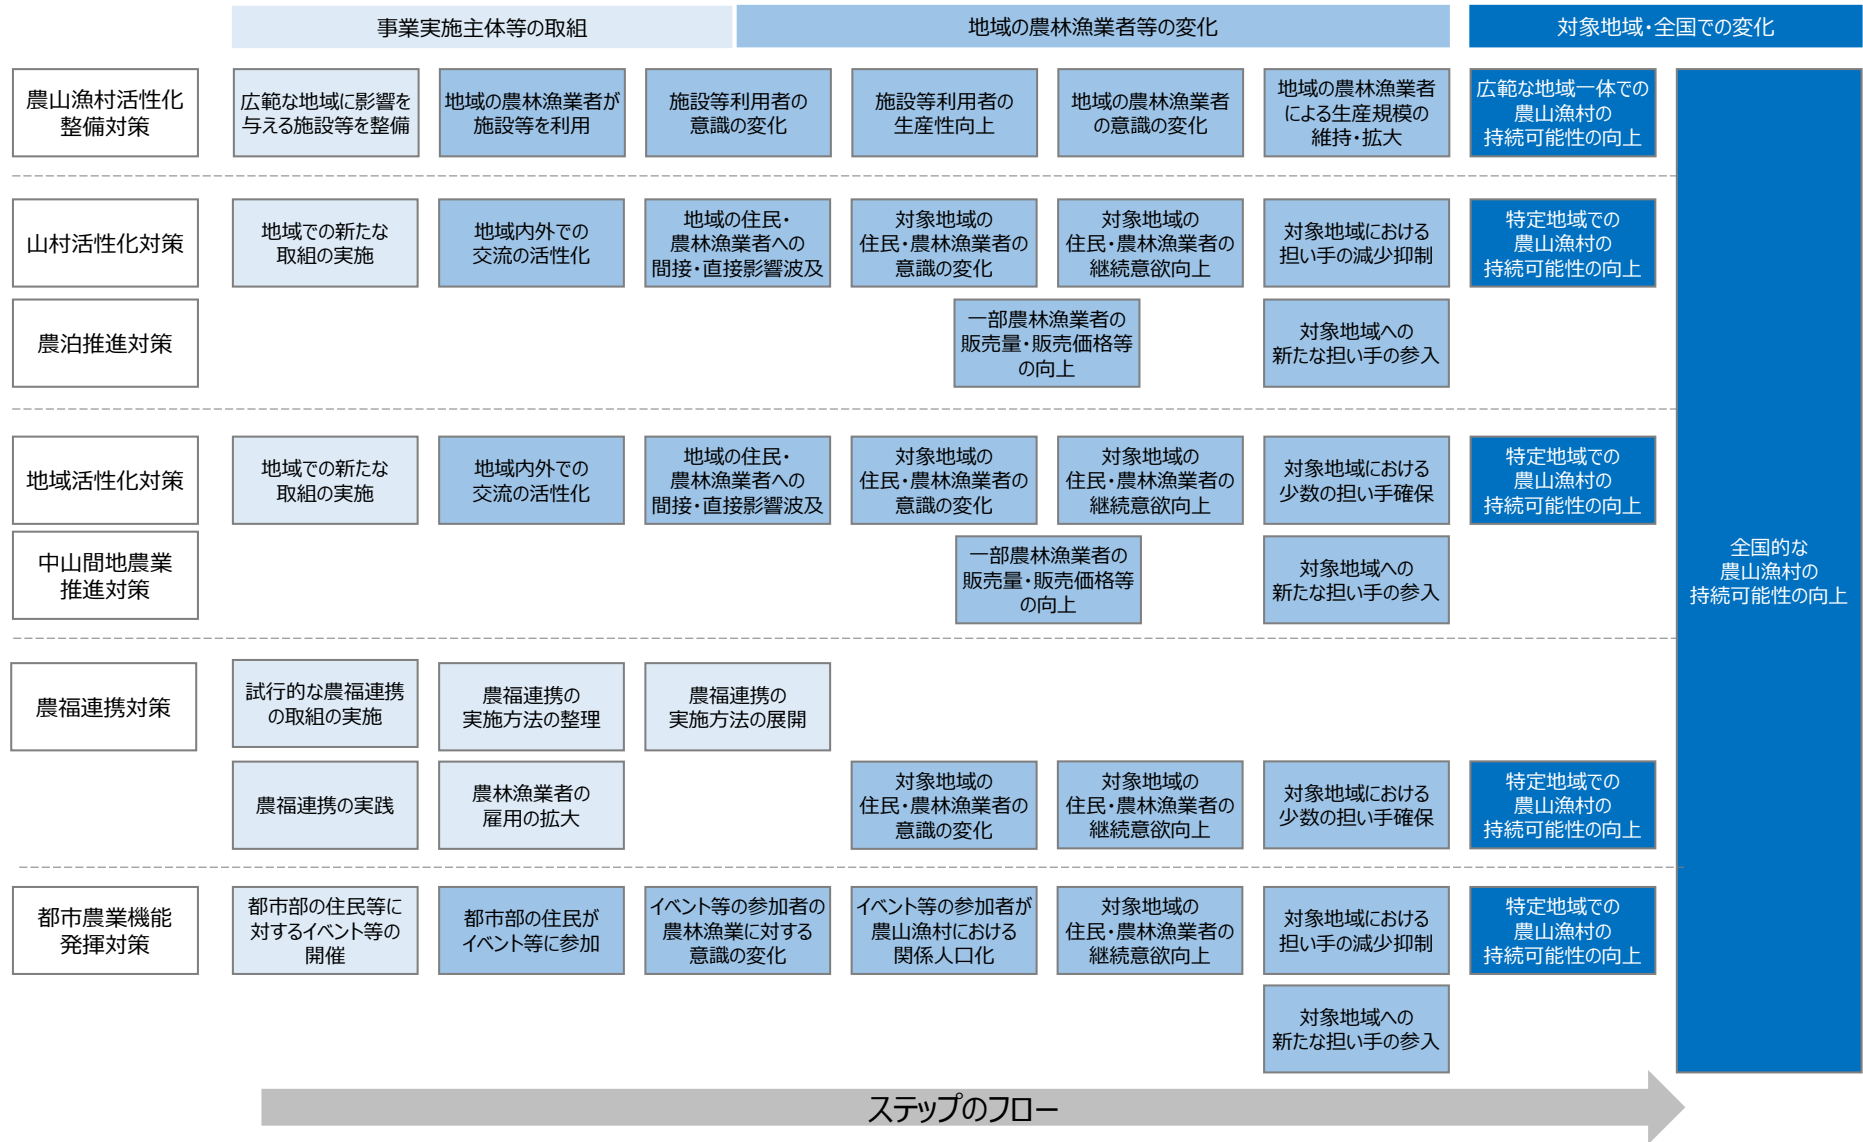 事業実施主体等の取組
地域の農林漁業者等の変化
対象地域・全国での変化
農山漁村活性化
整備対策
広範な地域に影響を
与える施設等を整備
地域の農林漁業者が
施設等を利用
施設等利用者の
意識の変化
施設等利用者の
生産性向上
地域の農林漁業者
の意識の変化
地域の農林漁業者
による生産規模の
維持・拡大
広範な地域一体での
農山漁村の
持続可能性の向上
山村活性化対策
地域での新たな
取組の実施
地域内外での
交流の活性化
地域の住民・
農林漁業者への
間接・直接影響波及
対象地域の
住民・農林漁業者の
意識の変化
対象地域の
住民・農林漁業者の
継続意欲向上
対象地域における
担い手の減少抑制
特定地域での
農山漁村の
持続可能性の向上
農泊推進対策
一部農林漁業者の
販売量・販売価格等
の向上
対象地域への
新たな担い手の参入
地域活性化対策
地域での新たな
取組の実施
地域内外での
交流の活性化
地域の住民・
農林漁業者への
間接・直接影響波及
対象地域の
住民・農林漁業者の
意識の変化
対象地域の
住民・農林漁業者の
継続意欲向上
対象地域における
少数の担い手確保
特定地域での
農山漁村の
持続可能性の向上
中山間地農業
推進対策
一部農林漁業者の
販売量・販売価格等
の向上
対象地域への
新たな担い手の参入
全国的な
農山漁村の
持続可能性の向上
農福連携対策
試行的な農福連携
の取組の実施
農福連携の
実施方法の整理
農福連携の
実施方法の展開
農福連携の実践
農林漁業者の
雇用の拡大
対象地域の
住民・農林漁業者の
意識の変化
対象地域の
住民・農林漁業者の
継続意欲向上
対象地域における
少数の担い手確保
特定地域での
農山漁村の
持続可能性の向上
都市農業機能
発揮対策
都市部の住民等に
対するイベント等の
開催
都市部の住民が
イベント等に参加
イベント等の参加者の
農林漁業に対する
意識の変化
イベント等の参加者が
農山漁村における
関係人口化
対象地域の
住民・農林漁業者の
継続意欲向上
対象地域における
担い手の減少抑制
特定地域での
農山漁村の
持続可能性の向上
対象地域への
新たな担い手の参入
ステップのフロー